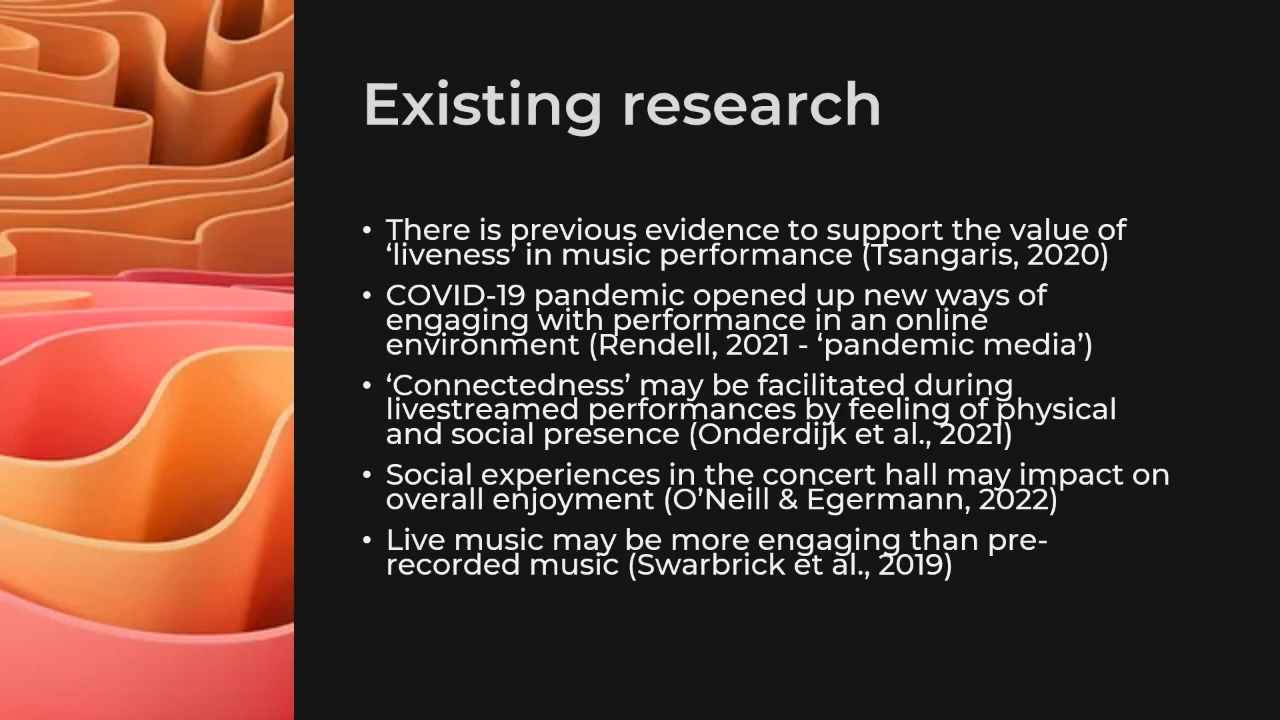 Existing research
• There is previous evidence to support the value of
‘liveness’ in music performance (Tsangaris, 2020)
• COVID-19 pandemic opened up new ways of
engaging with performance in an online
environment (Rendell, 2021 - ‘pandemic media’)
• ‘Connectedness’ may be facilitated during
livestreamed performances by feeling of physical
and social presence (Onderdijk et al., 2021)
• Social experiences in the concert hall may impact on
overall enjoyment (O’Neill & Egermann, 2022)
• Live music may be more engaging than pre-
recorded music (Swarbrick et al., 2019)